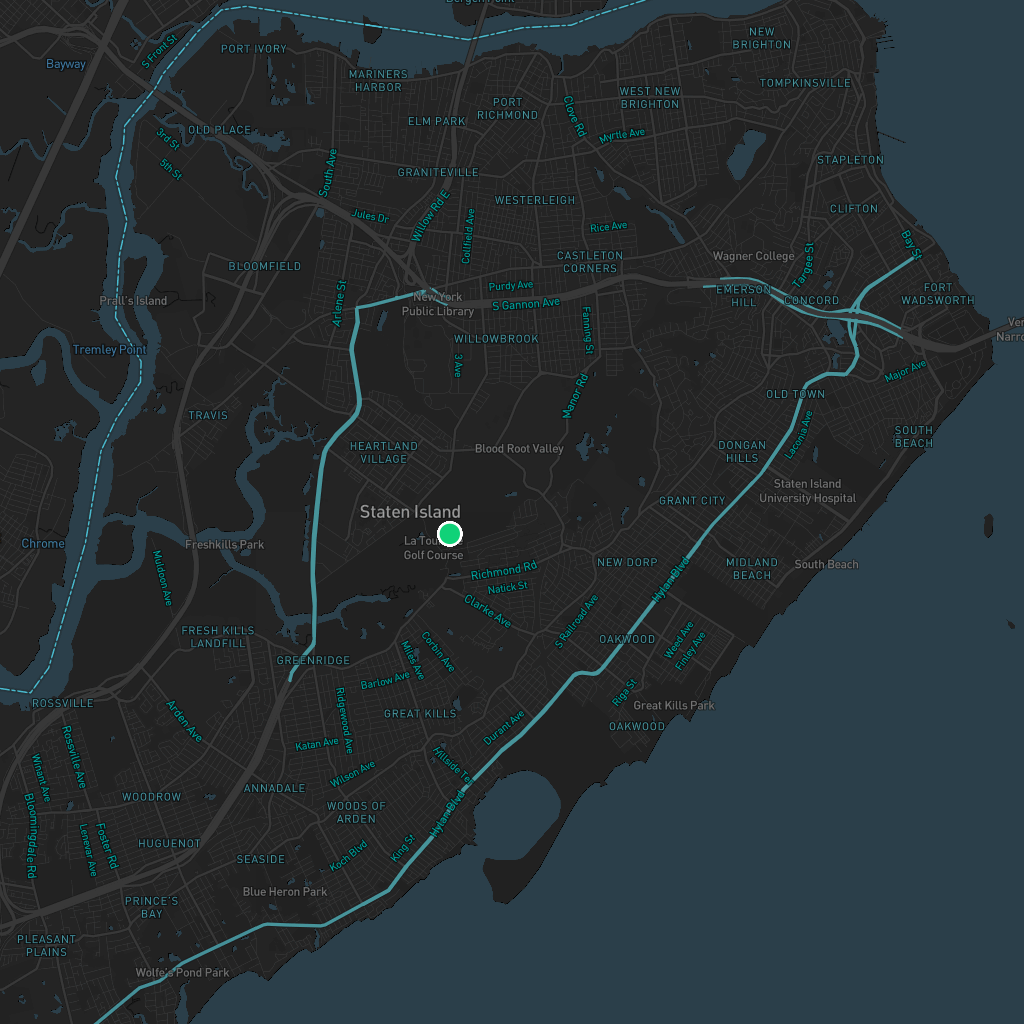 Bergen Point
S Front St
Bayway
PORT IVORY
NEW
BRIGHTON
MARINERS
HARBOR
TOMPKINSVILLE
WEST NEW
BRIGHTON
PORT
RICHMOND
Clove Rd
ELM PARK
OLD PLACE
3rd St
Myrtle Ave
5th St
South Ave
GRANITEVILLE
STAPLETON
Willow Rd E
WESTERLEIGH
CLIFTON
Jules Dr
Collfield Ave
Rice Ave
Bay St
CASTLETON
CORNERS
Wagner College
Targee St
BLOOMFIELD
Arlene St
Purdy Ave
EMERSON
HILL
FORT
WADSWORTH
Prall's Island
New York
Public Library
S Gannon Ave
CONCORD
Fanning St
WILLOWBROOK
Tremley Point
3 Ave
Major Ave
Manor Rd
OLD TOWN
TRAVIS
Laconia Ave
SOUTH
BEACH
HEARTLAND
VILLAGE
Blood Root Valley
DONGAN
HILLS
Staten Island
University Hospital
GRANT CITY
Staten Island
Chrome
Freshkills Park
Golf Course
NEW DORP
Richmond Rd
MIDLAND
BEACH
South Beach
Muldoon Ave
Natick St
Hylan Blvd
Clarke Ave
S Railroad Ave
FRESH KILLS
LANDFILL
Corbin Ave
Miles Ave
OAKWOOD
Weed Ave
Finley Ave
GREENRIDGE
Barlow Ave
ROSSVILLE
Ridgewood Ave
Riga St
Great Kills Park
GREAT KILLS
Arden Ave
Durant Ave
OAKWOOD
Rossville Ave
Katan Ave
Winant Ave
Wilson Ave
Hillside Ter
ANNADALE
WOODROW
WOODS OF
ARDEN
Hylan Blvd
Bloomingdale Rd
Lenevar Ave
Foster Rd
HUGUENOT
King St
Koch Blvd
SEASIDE
Blue Heron Park
PRINCE'S
BAY
PLEASANT
PLAINS
Wolfe's Pond Park